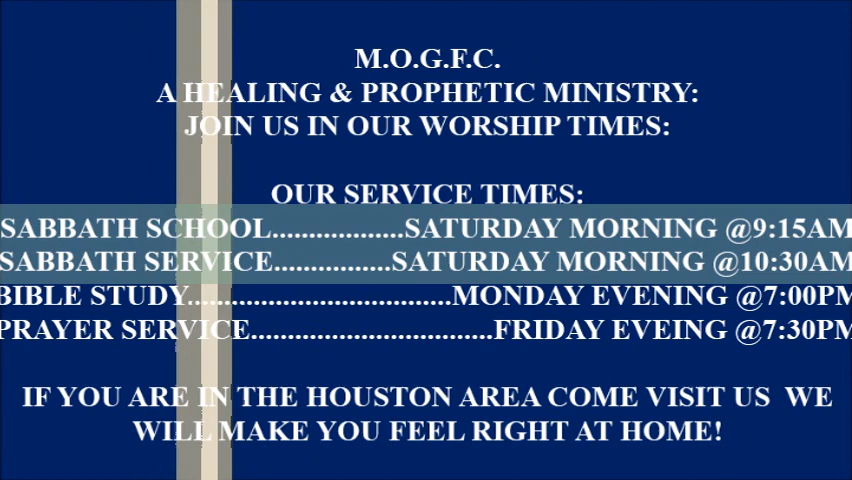 M.O.G.F.C.
A HEALING & PROPHETIC MINISTRY:
JOIN US IN OUR WORSHIP TIMES:
OUR SERVICE TIMES:
SABBATH SCHOOL..................SATURDAY MORNING @9:15AM
SABBATH SERVICE................SATURDAY MORNING @10:30AM
BIBLE STUDY....................................MONDAY EVENING @7:00PM
PRAYER SERVICE.................................FRIDAY EVEING @7:30PM
IF YOU ARE IN THE HOUSTON AREA COME VISIT US  WE
WILL MAKE YOU FEEL RIGHT AT HOME!